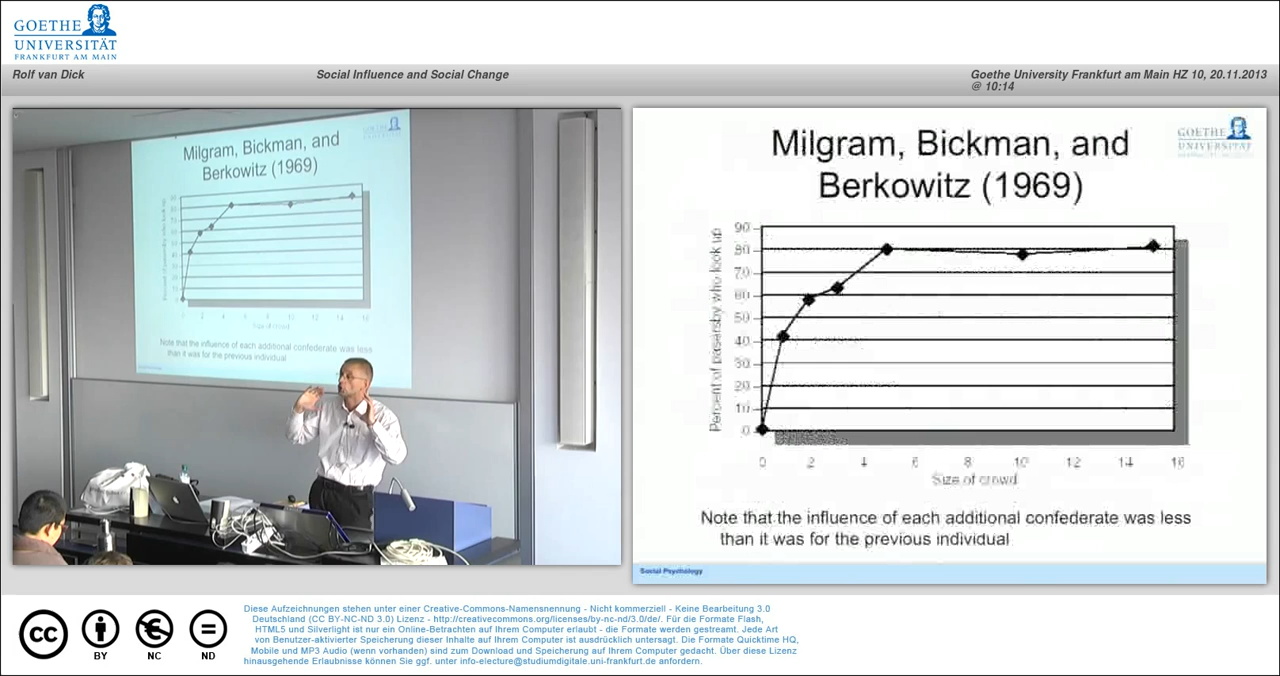 GOETHE
UNIVERSITÄT
FRANKFURT AM MAIN
Rolf van Dick
Social Influence and Social Change
Goethe University Frankfurt am Main HZ 10, 20.11.2013
@ 10:14
Milgram, Bickman, and
Berkowitz (1969)
Size of crowd
Note that the influence of each additional confederate was less
than it was for the previous individual
GOETHE
UNIVERSITÄT
Milgram, Bickman, and
Berkowitz (1969)
Percent of passersby who look up
90
80
70
60
50
40
30
20
10
0
0 2 4 6 8 10 12 14 16
Size of crowd
Note that the influence of each additional confederate was less
than it was for the previous individual
Social Psychology
cc
BY
NC
ND
Diese Aufzeichnungen stehen unter einer Creative-Commons-Namensnennung - Nicht kommerziell - Keine Bearbeitung 3.0
Deutschland (CC BY-NC-ND 3.0) Lizenz - http://creativecommons.org/licenses/by-nc-nd/3.0/de/. Für die Formate Flash,
HTML5 und Silverlight ist nur ein Online-Betrachten auf Ihrem Computer erlaubt - die Formate werden gestreamt. Jede Art
von Benutzer-aktivierter Speicherung dieser Inhalte auf Ihrem Computer ist ausdrücklich untersagt. Die Formate Quicktime HQ,
Mobile und MP3 Audio (wenn vorhanden) sind zum Download und Speicherung auf Ihrem Computer gedacht. Über diese Lizenz
hinausgehende Erlaubnisse können Sie ggf. unter info-electure@studiumdigitale.uni-frankfurt.de anfordern.